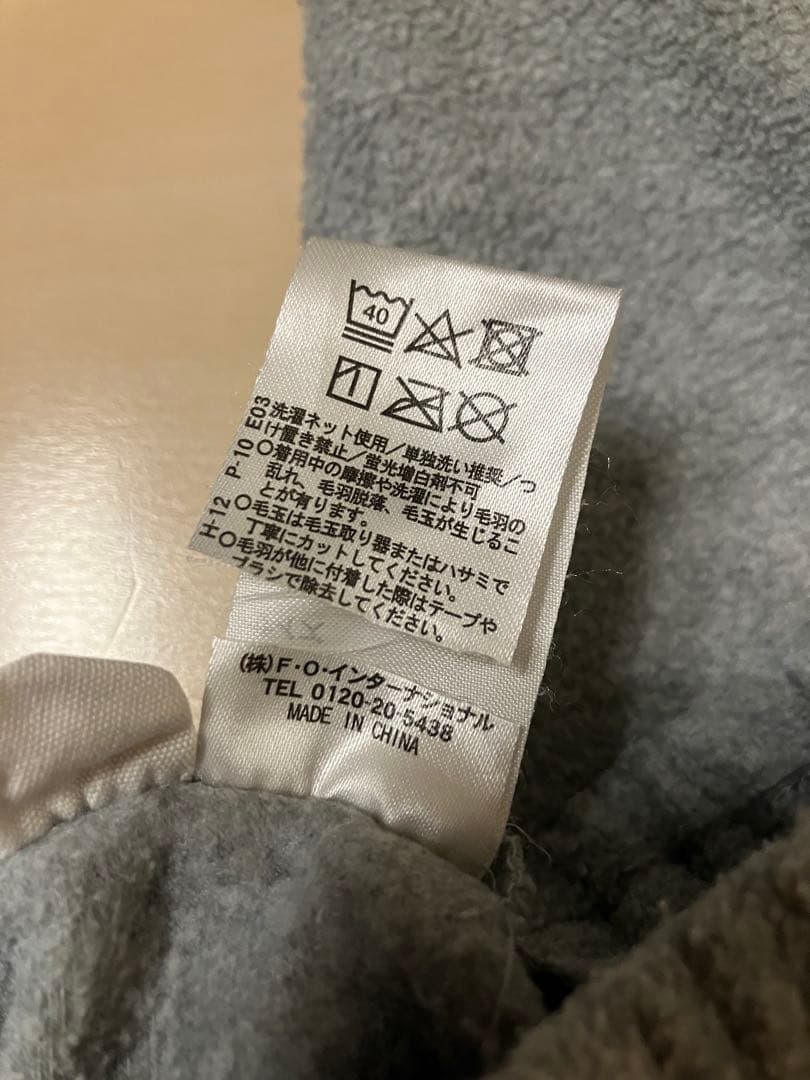 40
E03 洗濯ネット使用／単独洗い推奨／つ
け置き禁止／蛍光増白剤不可
P-10 ○着用中の摩擦や洗濯により毛羽の
乱れ、毛羽脱落、毛玉が生じるこ
とが有ります。
H-12 ○毛玉は毛玉取り器またはハサミで
丁寧にカットしてください。
○毛羽が他に付着した際はテープや
ブラシで除去してください。
(株)F・O・インターナショナル
TEL 0120-20-5438
MADE IN CHINA